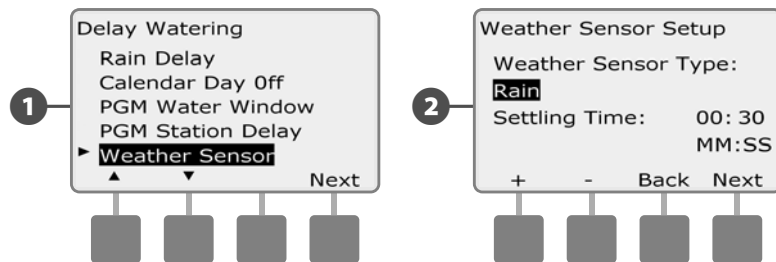 1
Delay Watering
Rain Delay
Calendar Day 0ff
PGM Water Window
PGM Station Delay
► Weather Sensor
▲ ▼ Next
2
Weather Sensor Setup
Weather Sensor Type:
Rain
Settling Time: 00: 30
MM:SS
+ - Back Next